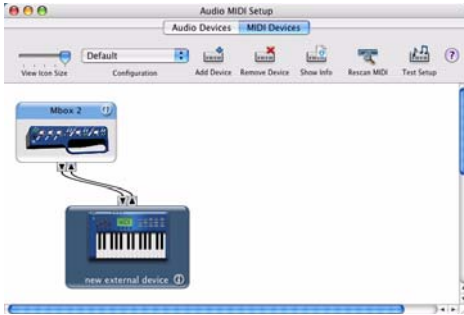 Audio MIDI Setup
Audio Devices MIDI Devices
Default
View Icon Size Configuration Add Device Remove Device Show Info Rescan MIDI Test Setup ?
Mbox 2 i
new external device i